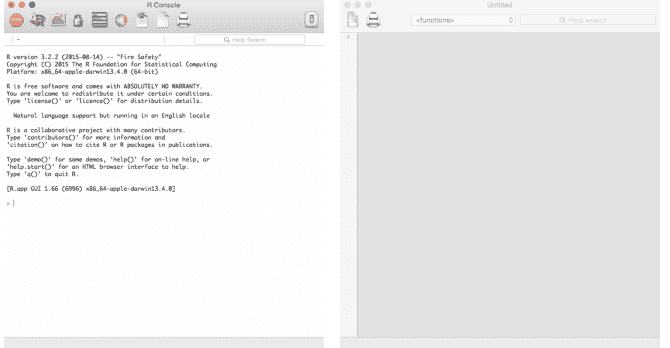 R Console
Help Search
R version 3.2.2 (2015-08-14) -- "Fire Safety"
Copyright (C) 2015 The R Foundation for Statistical Computing
Platform: x86_64-apple-darwin13.4.0 (64-bit)
R is free software and comes with ABSOLUTELY NO WARRANTY.
You are welcome to redistribute it under certain conditions.
Type 'license()' or 'licence()' for distribution details.
Natural language support but running in an English locale
R is a collaborative project with many contributors.
Type 'contributors()' for more information and
'citation()' on how to cite R or R packages in publications.
Type 'demo()' for some demos, 'help()' for on-line help, or
'help.start()' for an HTML browser interface to help.
Type 'q()' to quit R.
[R.app GUI 1.66 (6996) x86_64-apple-darwin13.4.0]
>
Untitled
<functions>
Help search
1